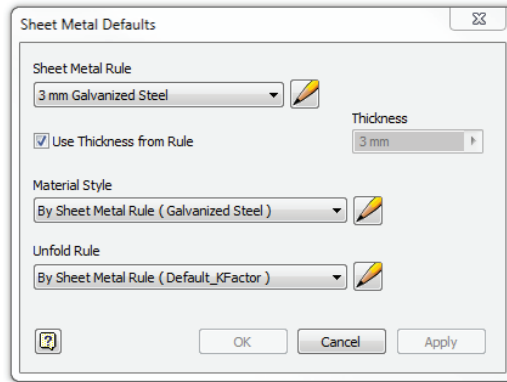 Sheet Metal Defaults
Sheet Metal Rule
3 mm Galvanized Steel
Thickness
Use Thickness from Rule
3 mm
Material Style
By Sheet Metal Rule ( Galvanized Steel )
Unfold Rule
By Sheet Metal Rule ( Default_KFactor )
?
OK
Cancel
Apply